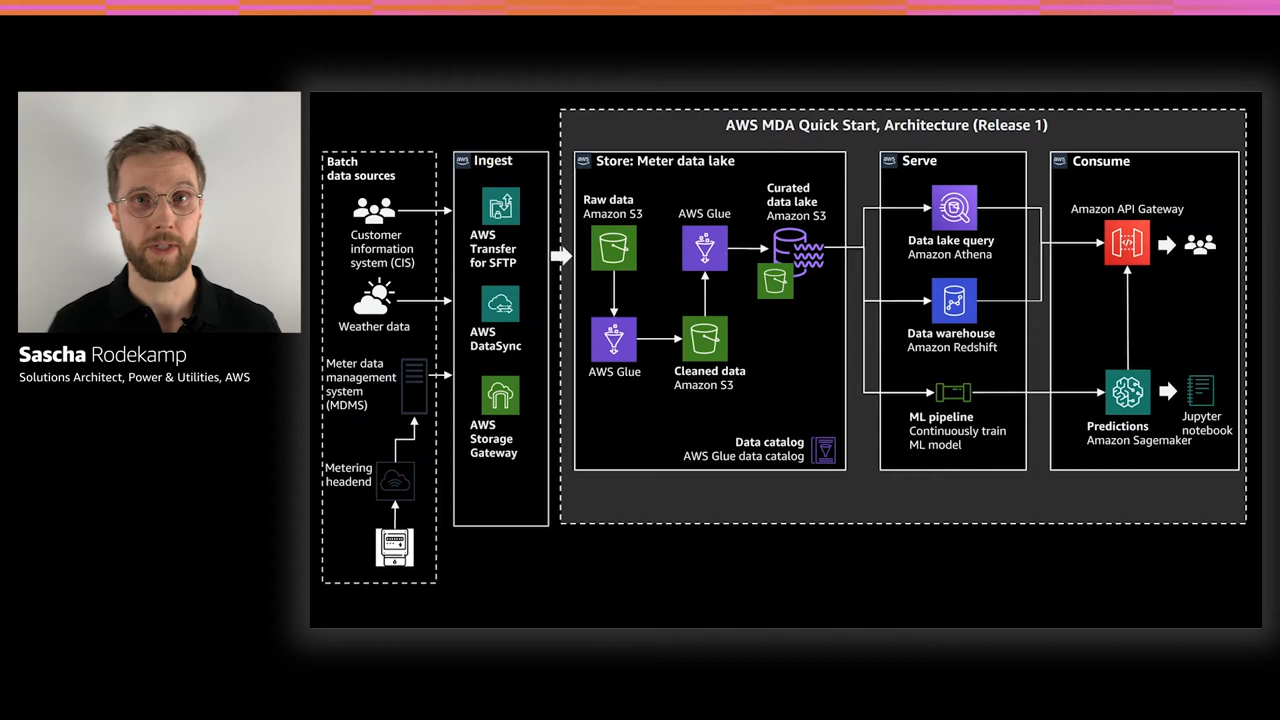 AWS MDA Quick Start, Architecture (Release 1)
Batch
data sources
Customer
information
system (CIS)
Weather data
Meter data
management
system
(MDMS)
Metering
headend
aws
Ingest
AWS
Transfer
for SFTP
AWS
DataSync
AWS
Storage
Gateway
aws
Store: Meter data lake
Raw data
Amazon S3
AWS Glue
AWS Glue
Cleaned data
Amazon S3
Curated
data lake
Amazon S3
Data catalog
AWS Glue data catalog
aws
Serve
Data lake query
Amazon Athena
Data warehouse
Amazon Redshift
ML pipeline
Continuously train
ML model
aws
Consume
Amazon API Gateway
Predictions
Amazon Sagemaker
Jupyter
notebook
Sascha Rodekamp
Solutions Architect, Power & Utilities, AWS